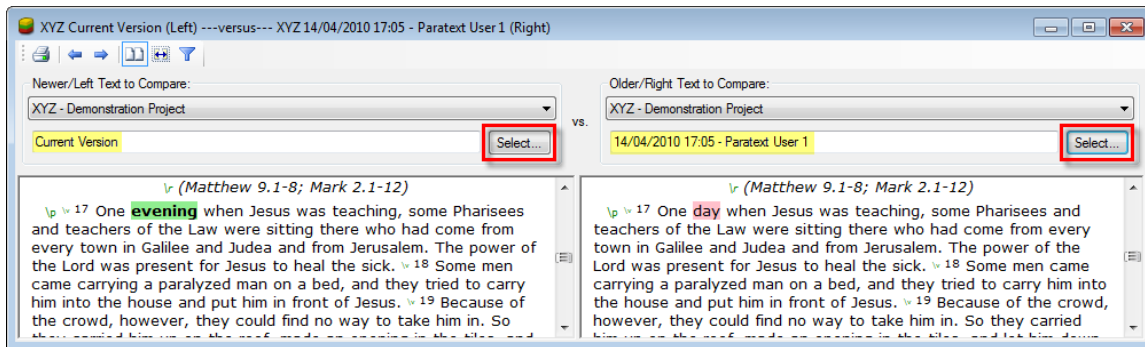 XYZ Current Version (Left) ---versus--- XYZ 14/04/2010 17:05 - Paratext User 1 (Right)
Newer/Left Text to Compare:
XYZ - Demonstration Project
Current Version
Select...
vs.
Older/Right Text to Compare:
XYZ - Demonstration Project
14/04/2010 17:05 - Paratext User 1
Select...
\r (Matthew 9.1-8; Mark 2.1-12)
\p \v 17 One evening when Jesus was teaching, some Pharisees
and teachers of the Law were sitting there who had come from
every town in Galilee and Judea and from Jerusalem. The power of
the Lord was present for Jesus to heal the sick. \v 18 Some men
came carrying a paralyzed man on a bed, and they tried to carry
him into the house and put him in front of Jesus. \v 19 Because of
the crowd, however, they could find no way to take him in. So
\r (Matthew 9.1-8; Mark 2.1-12)
\p \v 17 One day when Jesus was teaching, some Pharisees and
teachers of the Law were sitting there who had come from every
town in Galilee and Judea and from Jerusalem. The power of the
Lord was present for Jesus to heal the sick. \v 18 Some men came
carrying a paralyzed man on a bed, and they tried to carry him into
the house and put him in front of Jesus. \v 19 Because of the crowd,
however, they could find no way to take him in. So they carried